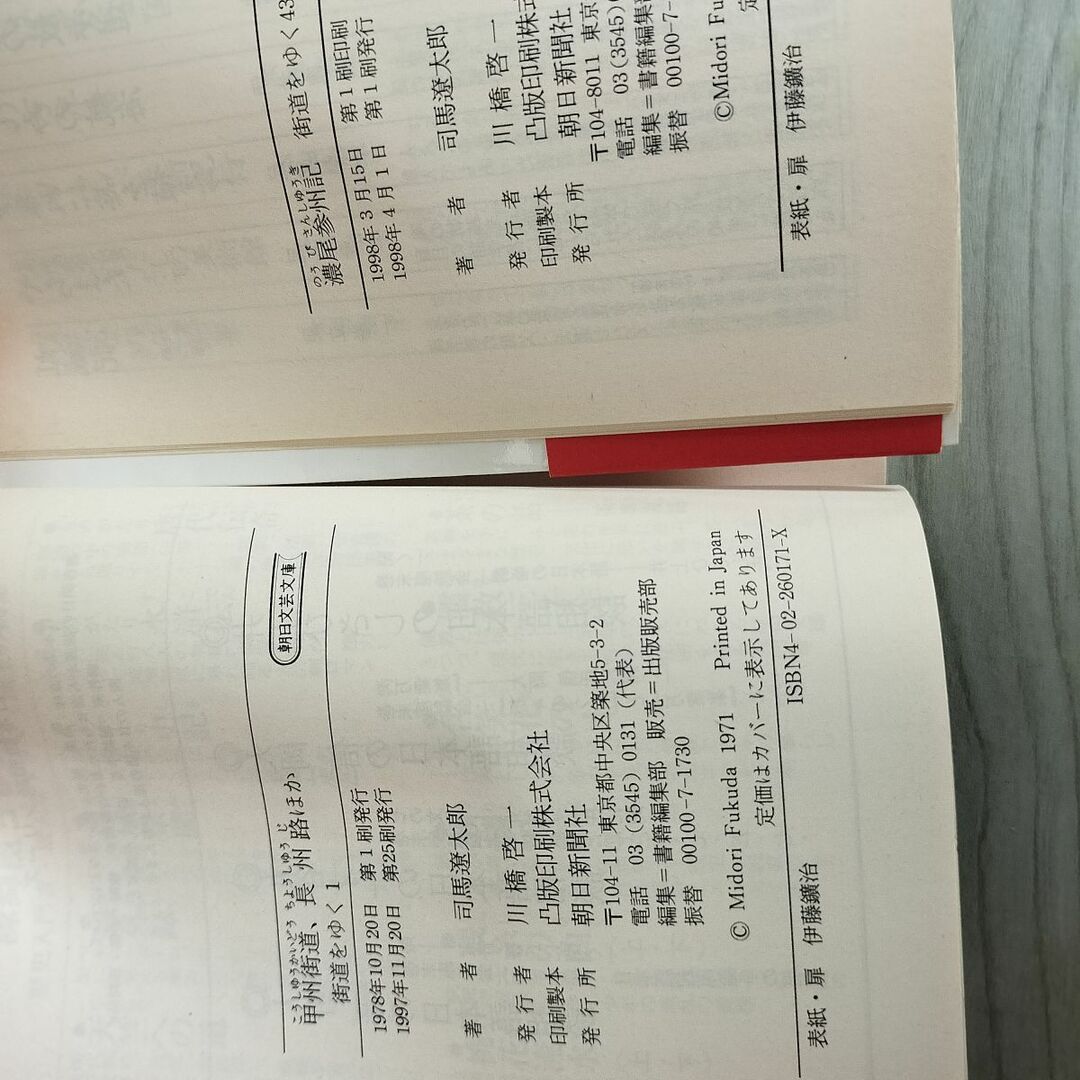 のうびさんしゅうき
濃尾参州記 街道をゆく43
1998年3月15日 第1刷印刷
1998年4月1日 第1刷発行
著者 司馬遼太郎
発行者 川橋啓一
印刷製本 凸版印刷株式
発行所 朝日新聞社
〒104-8011 東京
電話 03(3545)
編集=書籍編集部
振替 00100-7-
©Midori Fu
定
表紙・扉 伊藤鑛治
朝日文芸文庫
こうしゅうかいどう ちょうしゅうじ
甲州街道、長州路ほか
街道をゆく1
1978年10月20日 第1刷発行
1997年11月20日 第25刷発行
著者 司馬遼太郎
発行者 川橋啓一
印刷製本 凸版印刷株式会社
発行所 朝日新聞社
〒104-11 東京都中央区築地5-3-2
電話 03(3545)0131(代表)
編集=書籍編集部 販売=出版販売部
振替 00100-7-1730
© Midori Fukuda 1971 Printed in Japan
定価はカバーに表示してあります
ISBN4-02-260171-X
表紙・扉 伊藤鑛治